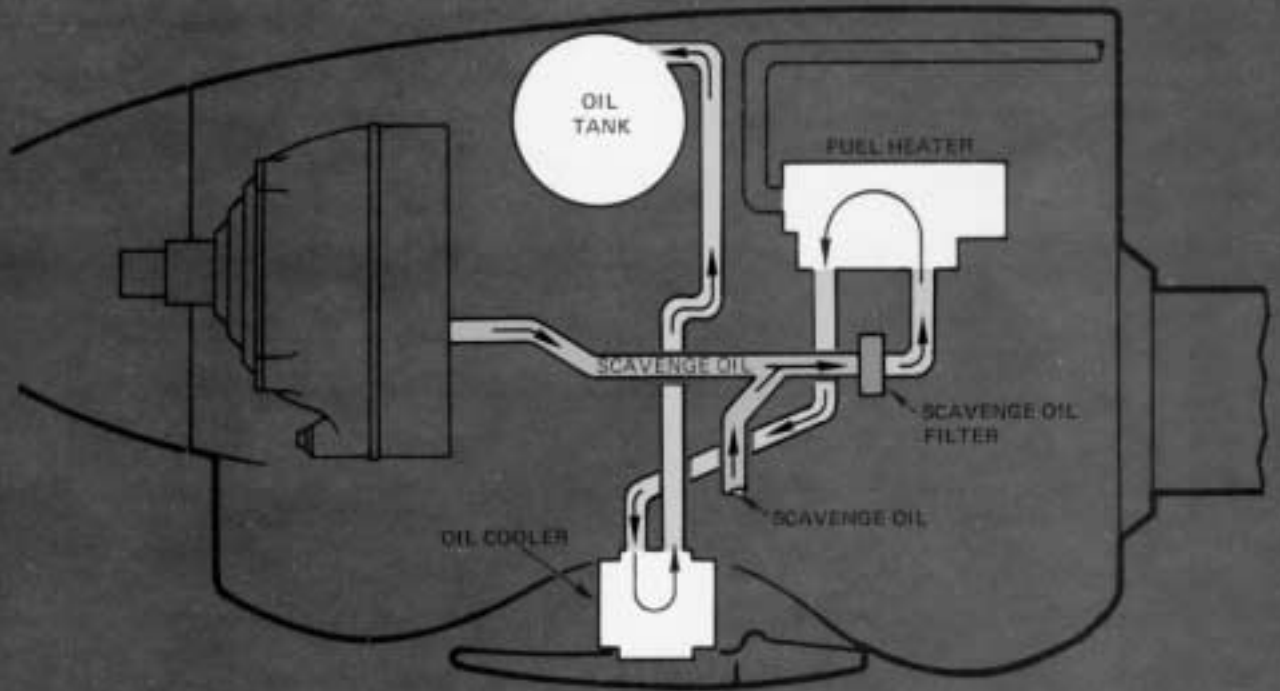 OIL
TANK
FUEL HEATER
SCAVENGE OIL
SCAVENGE OIL
FILTER
SCAVENGE OIL
OIL COOLER